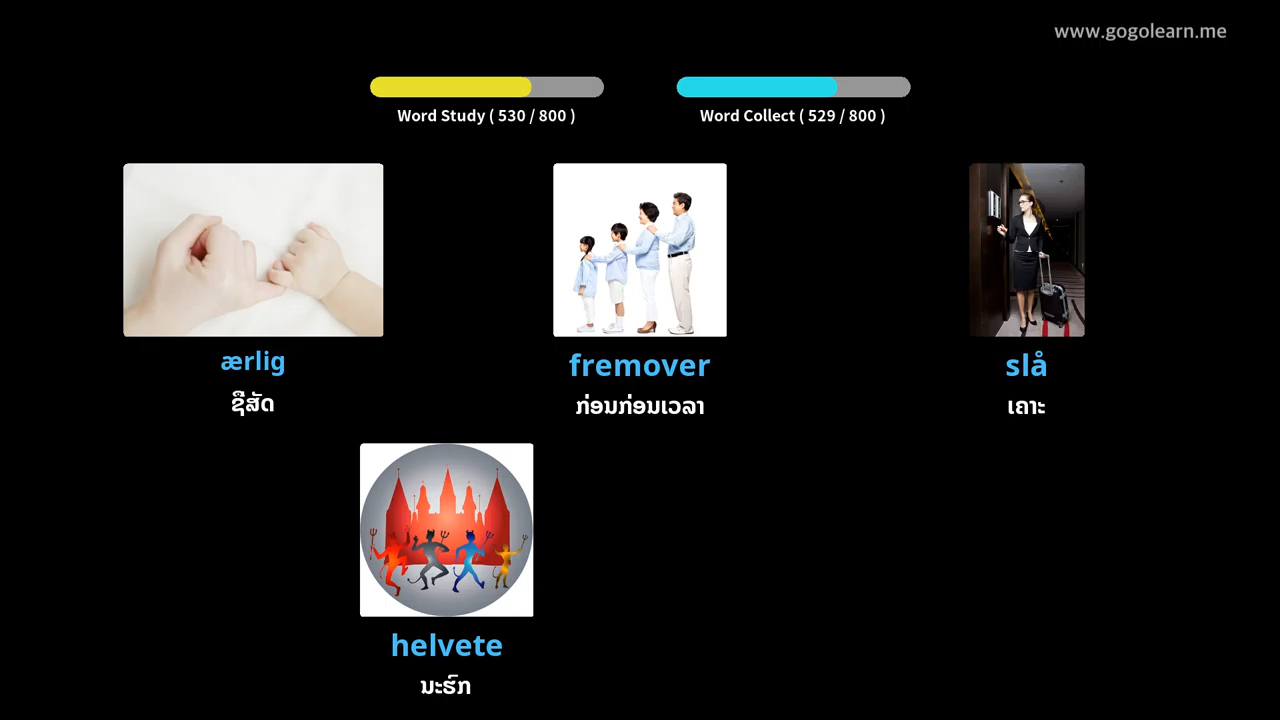 www.gogolearn.me
Word Study ( 530 / 800 )
Word Collect ( 529 / 800 )
ærlig
ຊືສັດ
fremover
ກ່ອນກ່ອນເວລາ
slå
ເຄາະ
helvete
ນະຮົກ